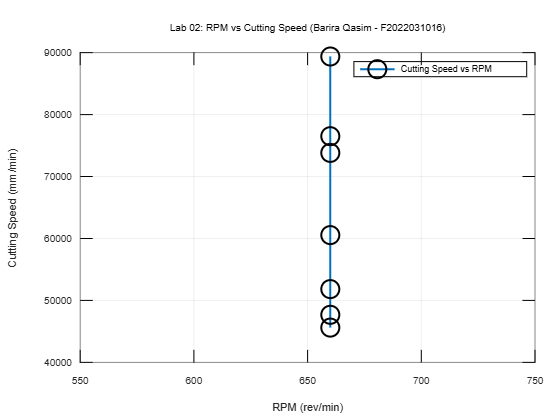 Lab 02: RPM vs Cutting Speed (Barira Qasim - F2022031016)
90000
Cutting Speed vs RPM
80000
70000
Cutting Speed (mm/min)
60000
50000
40000
550 600 650 700 750
RPM (rev/min)